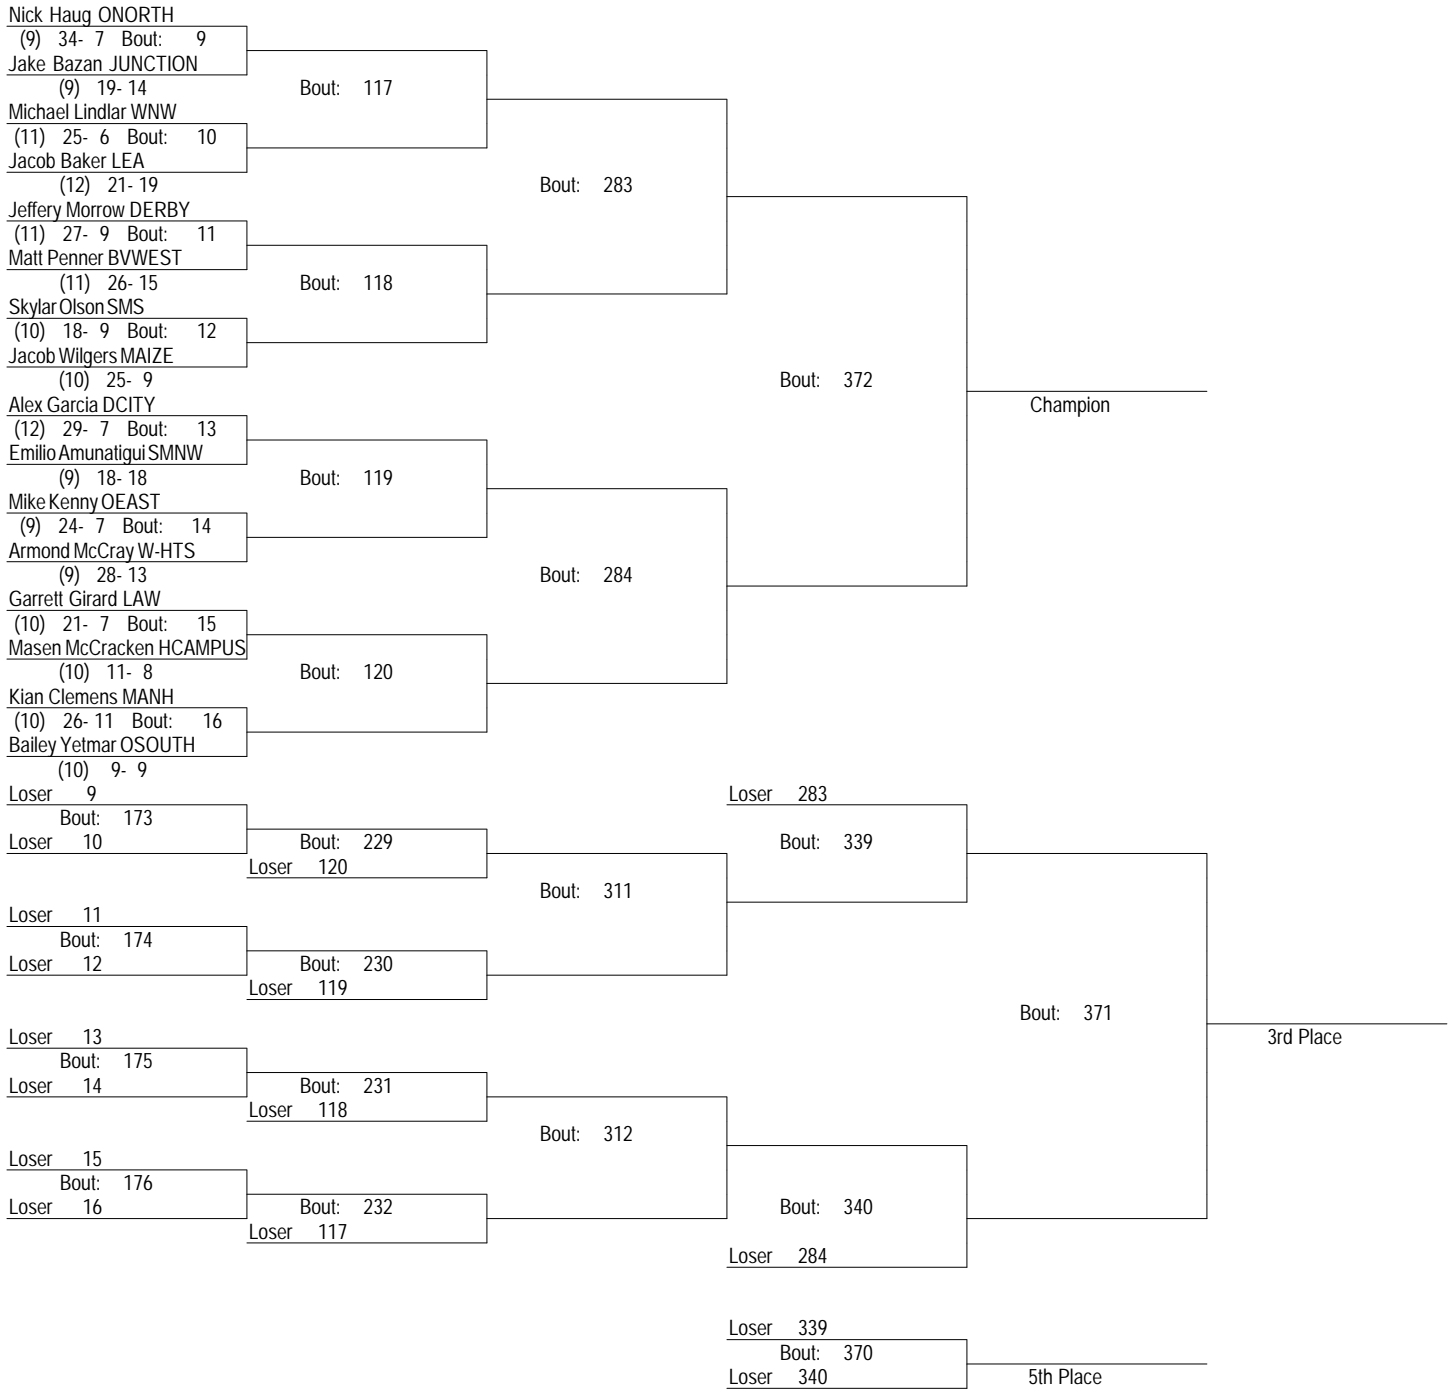 Nick Haug ONORTH
(9) 34- 7 Bout: 9
Jake Bazan JUNCTION
(9) 19- 14
Bout: 117
Michael Lindlar WNW
(11) 25- 6 Bout: 10
Jacob Baker LEA
(12) 21- 19
Bout: 283
Jeffery Morrow DERBY
(11) 27- 9 Bout: 11
Matt Penner BVWEST
(11) 26- 15
Bout: 118
Skylar Olson SMS
(10) 18- 9 Bout: 12
Jacob Wilgers MAIZE
(10) 25- 9
Bout: 372
Champion
Alex Garcia DCITY
(12) 29- 7 Bout: 13
Emilio Amunatigui SMNW
(9) 18- 18
Bout: 119
Mike Kenny OEAST
(9) 24- 7 Bout: 14
Armond McCray W-HTS
(9) 28- 13
Bout: 284
Garrett Girard LAW
(10) 21- 7 Bout: 15
Masen McCracken HCAMPUS
(10) 11- 8
Bout: 120
Kian Clemens MANH
(10) 26- 11 Bout: 16
Bailey Yetmar OSOUTH
(10) 9- 9
Loser 9
Bout: 173
Loser 10
Bout: 229
Loser 120
Bout: 311
Loser 283
Bout: 339
Loser 11
Bout: 174
Loser 12
Bout: 230
Loser 119
Bout: 371
3rd Place
Loser 13
Bout: 175
Loser 14
Bout: 231
Loser 118
Bout: 312
Loser 15
Bout: 176
Loser 16
Bout: 232
Loser 117
Bout: 340
Loser 284
Loser 339
Bout: 370
Loser 340
5th Place